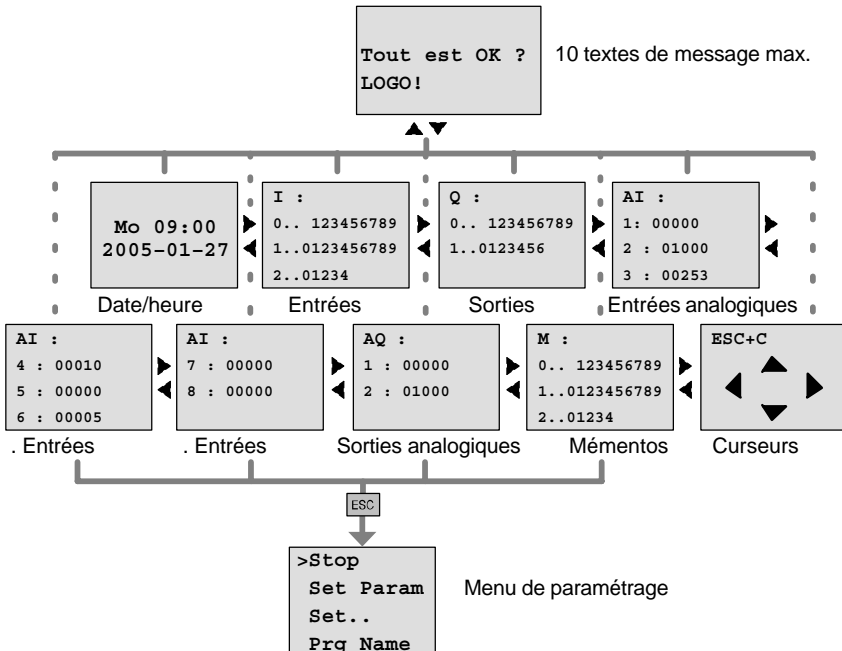 Tout est OK ?
LOGO!
10 textes de message max.
Mo 09:00
2005-01-27
Date/heure
I :
0.. 123456789
1..0123456789
2..01234
Entrées
Q :
0.. 123456789
1..0123456
Sorties
AI :
1: 00000
2 : 01000
3 : 00253
Entrées analogiques
AI :
4 : 00010
5 : 00000
6 : 00005
. Entrées
AI :
7 : 00000
8 : 00000
. Entrées
AQ :
1 : 00000
2 : 01000
Sorties analogiques
M :
0.. 123456789
1..0123456789
2..01234
Mémentos
ESC+C
Curseurs
ESC
>Stop
Set Param
Set..
Prg Name
Menu de paramétrage